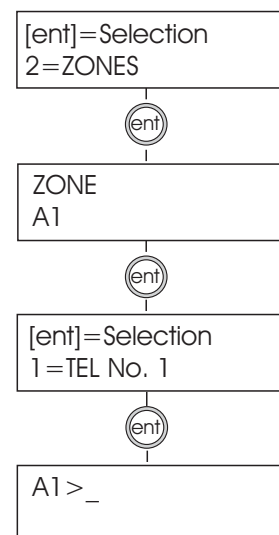 [ent]=Selection
2=ZONES
ent
ZONE
A1
ent
[ent]=Selection
1=TEL No. 1
ent
A1>_